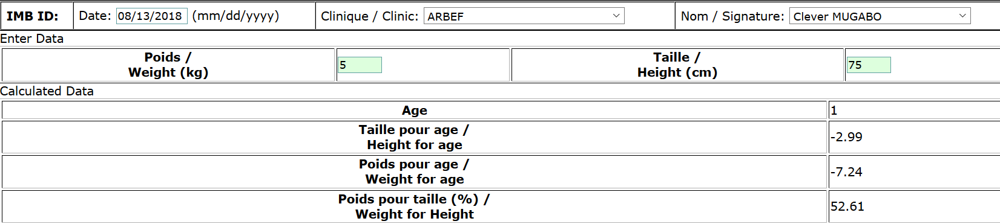 IMB ID: Date: 08/13/2018 (mm/dd/yyyy) Clinique / Clinic: ARBEF Nom / Signature: Clever MUGABO
Enter Data
Poids /
Weight (kg)
5
Taille /
Height (cm)
75
Calculated Data
Age
1
Taille pour age /
Height for age
-2.99
Poids pour age /
Weight for age
-7.24
Poids pour taille (%) /
Weight for Height
52.61